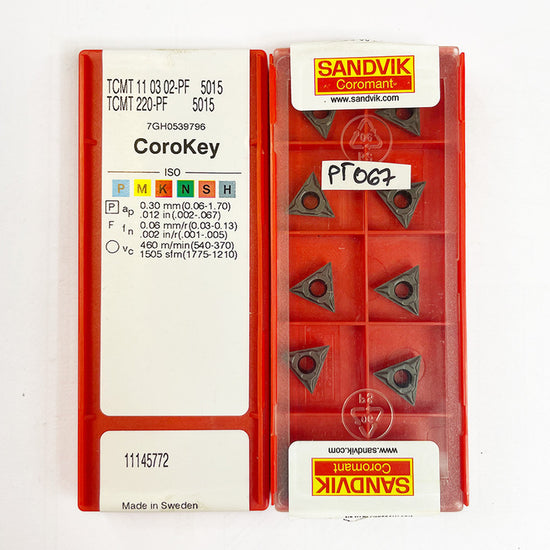 TCMT 11 03 02-PF 5015
TCMT 220-PF 5015
7GH0539796
CoroKey
ISO
P M K N S H
P ap 0.30 mm(0.06-1.70)
.012 in(.002-.067)
F fn 0.06 mm/r(0.03-0.13)
.002 in/r(.001-.005)
vc 460 m/min(540-370)
1505 sfm(1775-1210)
11145772
Made in Sweden
SANDVIK
Coromant
www.sandvik.com
PT067
www.sandvik.com
Coromant
SANDVIK